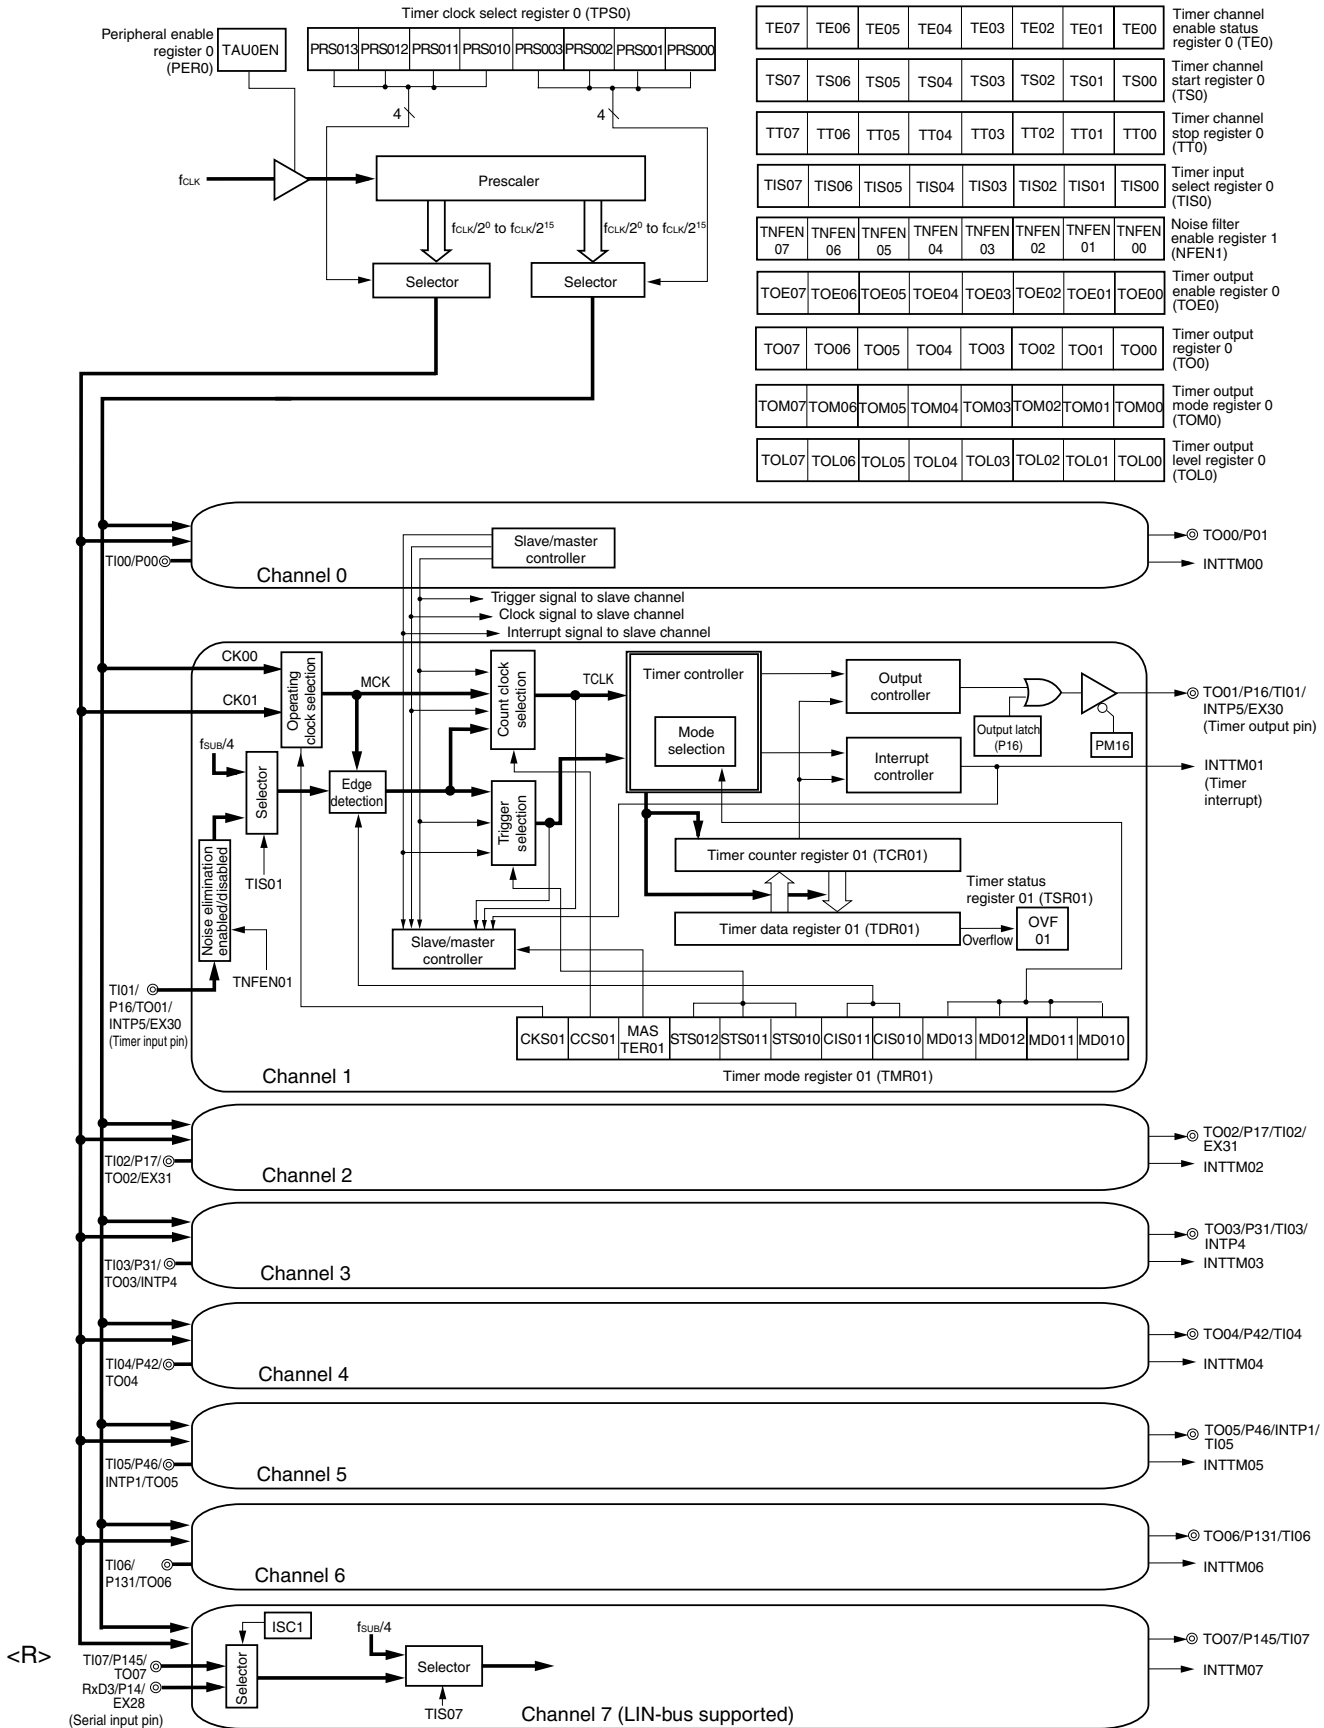 Timer clock select register 0 (TPS0)
Peripheral enable
register 0
(PER0)
TAU0EN
PRS013 PRS012 PRS011 PRS010 PRS003 PRS002 PRS001 PRS000
4
4
fCLK
Prescaler
fCLK/2⁰ to fCLK/2¹⁵
fCLK/2⁰ to fCLK/2¹⁵
Selector
Selector
TE07 TE06 TE05 TE04 TE03 TE02 TE01 TE00
Timer channel
enable status
register 0 (TE0)
TS07 TS06 TS05 TS04 TS03 TS02 TS01 TS00
Timer channel
start register 0
(TS0)
TT07 TT06 TT05 TT04 TT03 TT02 TT01 TT00
Timer channel
stop register 0
(TT0)
TIS07 TIS06 TIS05 TIS04 TIS03 TIS02 TIS01 TIS00
Timer input
select register 0
(TIS0)
TNFEN TNFEN TNFEN TNFEN TNFEN TNFEN TNFEN TNFEN
07 06 05 04 03 02 01 00
Noise filter
enable register 1
(NFEN1)
TOE07 TOE06 TOE05 TOE04 TOE03 TOE02 TOE01 TOE00
Timer output
enable register 0
(TOE0)
TO07 TO06 TO05 TO04 TO03 TO02 TO01 TO00
Timer output
register 0
(TO0)
TOM07 TOM06 TOM05 TOM04 TOM03 TOM02 TOM01 TOM00
Timer output
mode register 0
(TOM0)
TOL07 TOL06 TOL05 TOL04 TOL03 TOL02 TOL01 TOL00
Timer output
level register 0
(TOL0)
TI00/P00
Channel 0
Slave/master
controller
TO00/P01
INTTM00
Trigger signal to slave channel
Clock signal to slave channel
Interrupt signal to slave channel
CK00
CK01
Operating
clock selection
MCK
Count clock
selection
TCLK
Timer controller
Mode
selection
Output
controller
Interrupt
controller
Output latch
(P16)
PM16
TO01/P16/TI01/
INTP5/EX30
(Timer output pin)
INTTM01
(Timer
interrupt)
fSUB/4
Selector
Edge
detection
Trigger
selection
TIS01
Noise elimination
enabled/disabled
TNFEN01
TI01/
P16/TO01/
INTP5/EX30
(Timer input pin)
Timer counter register 01 (TCR01)
Timer status
register 01 (TSR01)
Timer data register 01 (TDR01)
Overflow
OVF
01
Slave/master
controller
CKS01 CCS01 MAS
TER01 STS012 STS011 STS010 CIS011 CIS010 MD013 MD012 MD011 MD010
Timer mode register 01 (TMR01)
Channel 1
TI02/P17/
TO02/EX31
Channel 2
TO02/P17/TI02/
EX31
INTTM02
TI03/P31/
TO03/INTP4
Channel 3
TO03/P31/TI03/
INTP4
INTTM03
TI04/P42/
TO04
Channel 4
TO04/P42/TI04
INTTM04
TI05/P46/
INTP1/TO05
Channel 5
TO05/P46/INTP1/
TI05
INTTM05
TI06/
P131/TO06
Channel 6
TO06/P131/TI06
INTTM06
<R>
TI07/P145/
TO07
RxD3/P14/
EX28
(Serial input pin)
Selector
ISC1
fSUB/4
Selector
TIS07
Channel 7 (LIN-bus supported)
TO07/P145/TI07
INTTM07